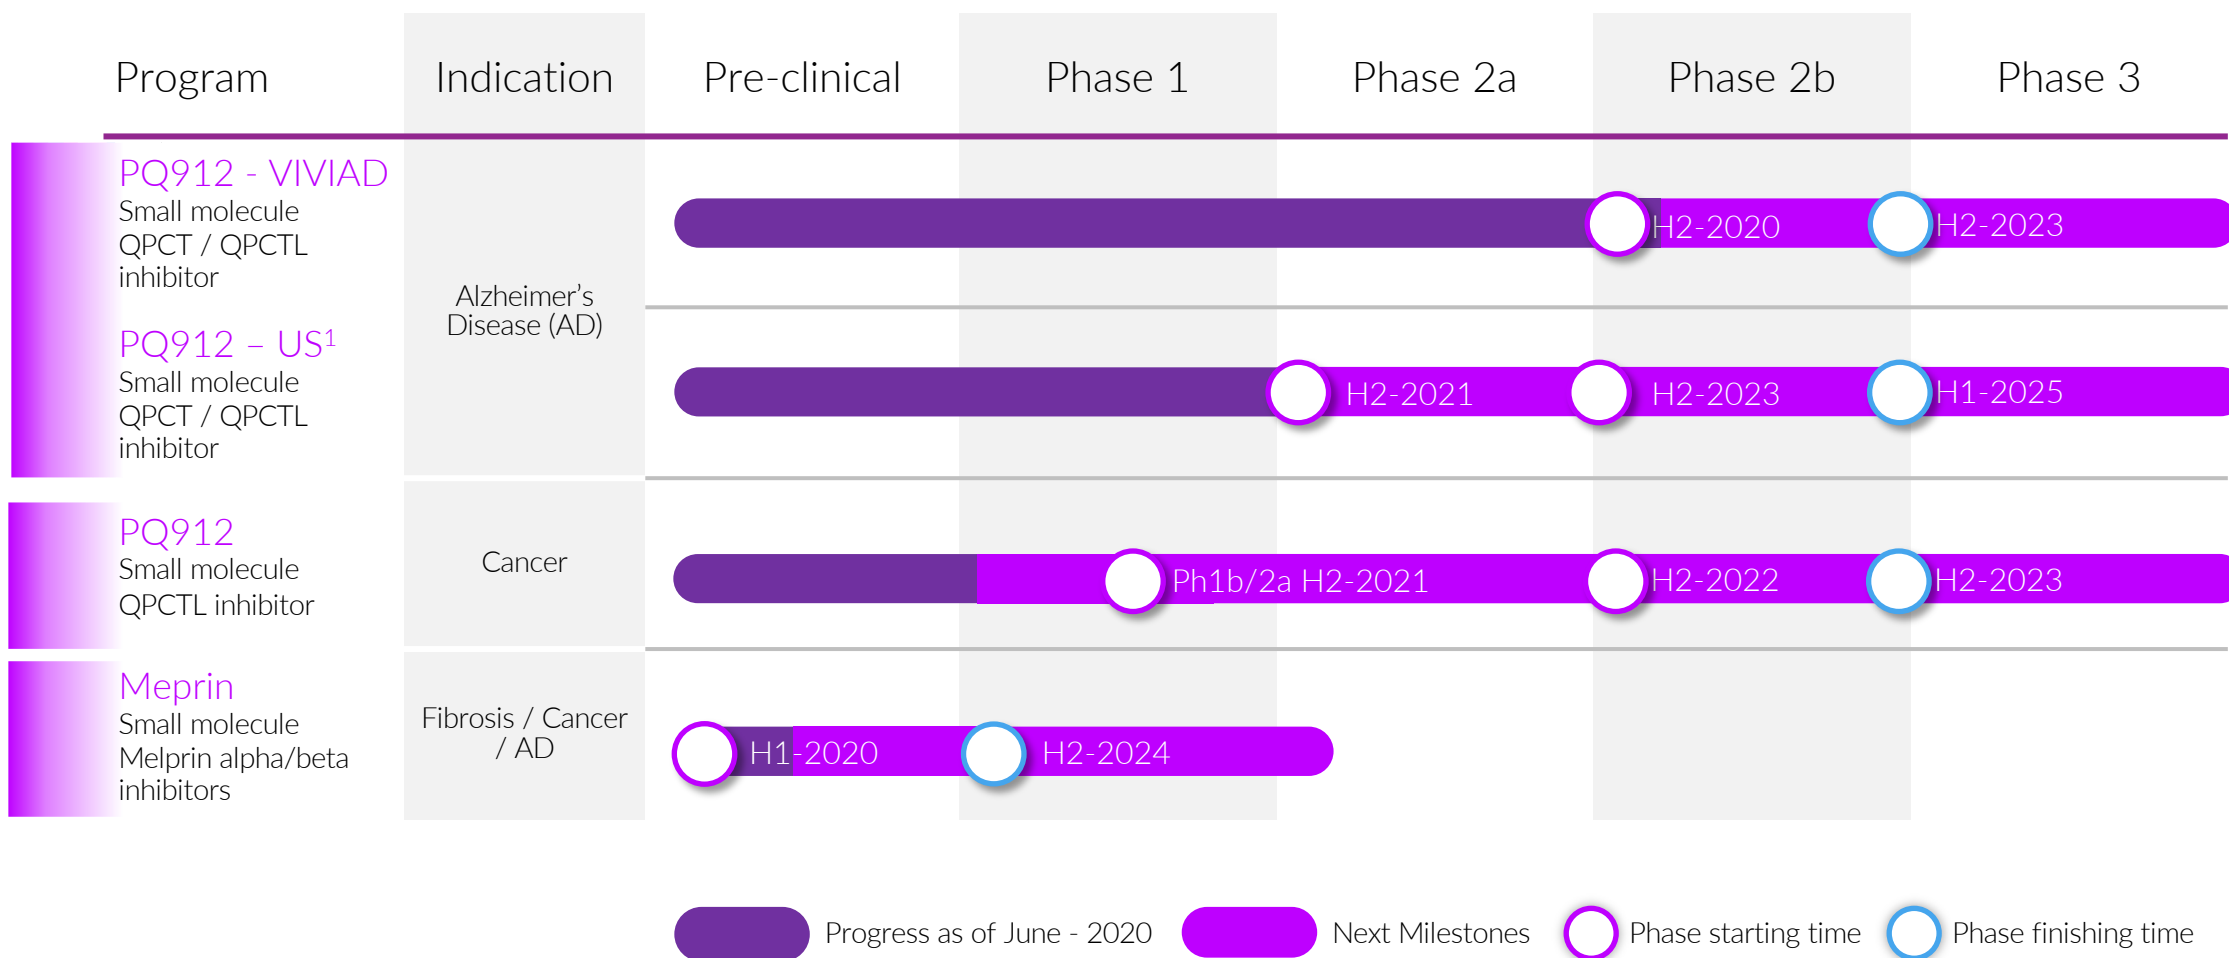 Program Indication Pre-clinical Phase 1 Phase 2a Phase 2b Phase 3
PQ912 - VIVIAD
Small molecule
QPCT / QPCTL
inhibitor
H2-2020 H2-2023
Alzheimer’s
Disease (AD)
PQ912 – US¹
Small molecule
QPCT / QPCTL
inhibitor
H2-2021 H2-2023 H1-2025
PQ912
Small molecule
QPCTL inhibitor
Cancer
Ph1b/2a H2-2021 H2-2022 H2-2023
Meprin
Small molecule
Melprin alpha/beta
inhibitors
Fibrosis / Cancer
/ AD
H1-2020 H2-2024
Progress as of June - 2020 Next Milestones Phase starting time Phase finishing time